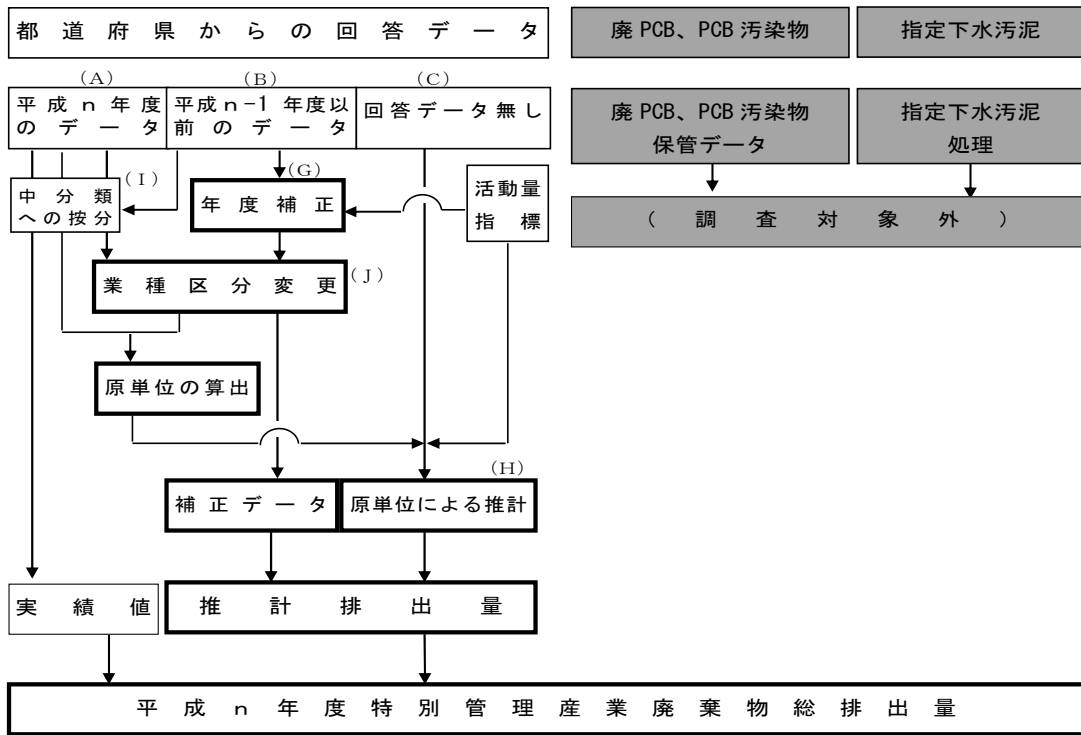 都道府県からの回答データ
廃PCB、PCB汚染物
指定下水汚泥
(A)
(B)
(C)
平成n年度
のデータ
平成n-1年度以
前のデータ
回答データ無し
廃PCB、PCB汚染物
保管データ
指定下水汚泥
処理
(I)
中分類
への按分
(G)
年度補正
活動量
指標
(調査対象外)
業種区分変更
(J)
原単位の算出
(H)
補正データ
原単位による推計
実績値
推計排出量
平成n年度特別管理産業廃棄物総排出量